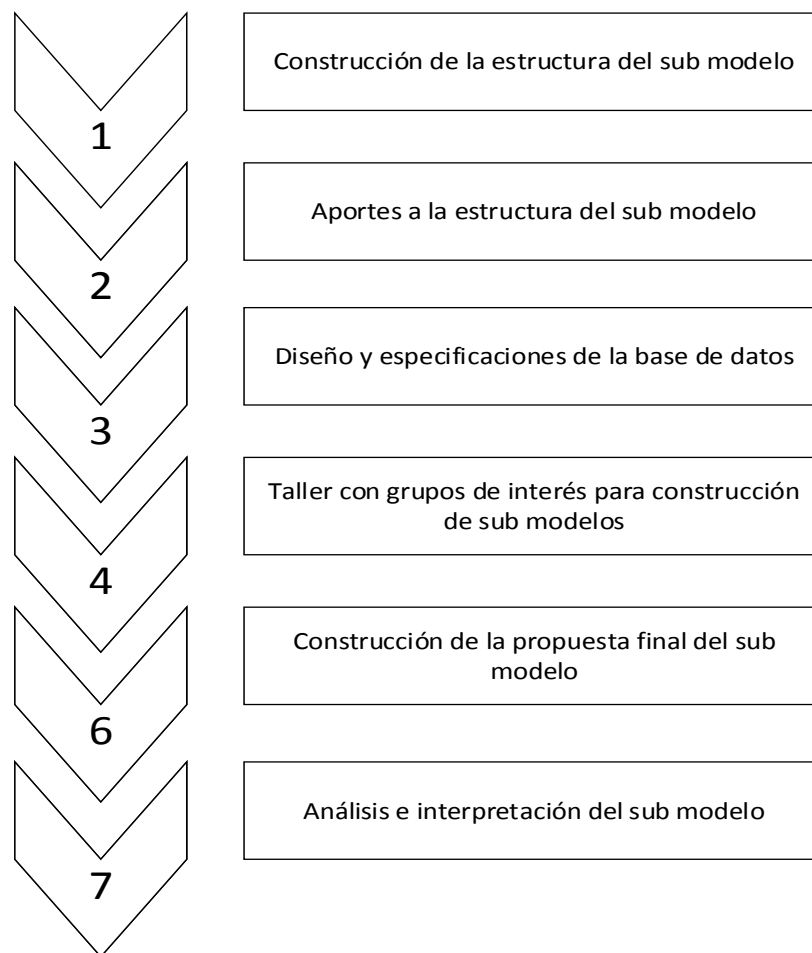 Construcción de la estructura del sub modelo
1
Aportes a la estructura del sub modelo
2
Diseño y especificaciones de la base de datos
3
Taller con grupos de interés para construcción
de sub modelos
4
Construcción de la propuesta final del sub
modelo
6
Análisis e interpretación del sub modelo
7